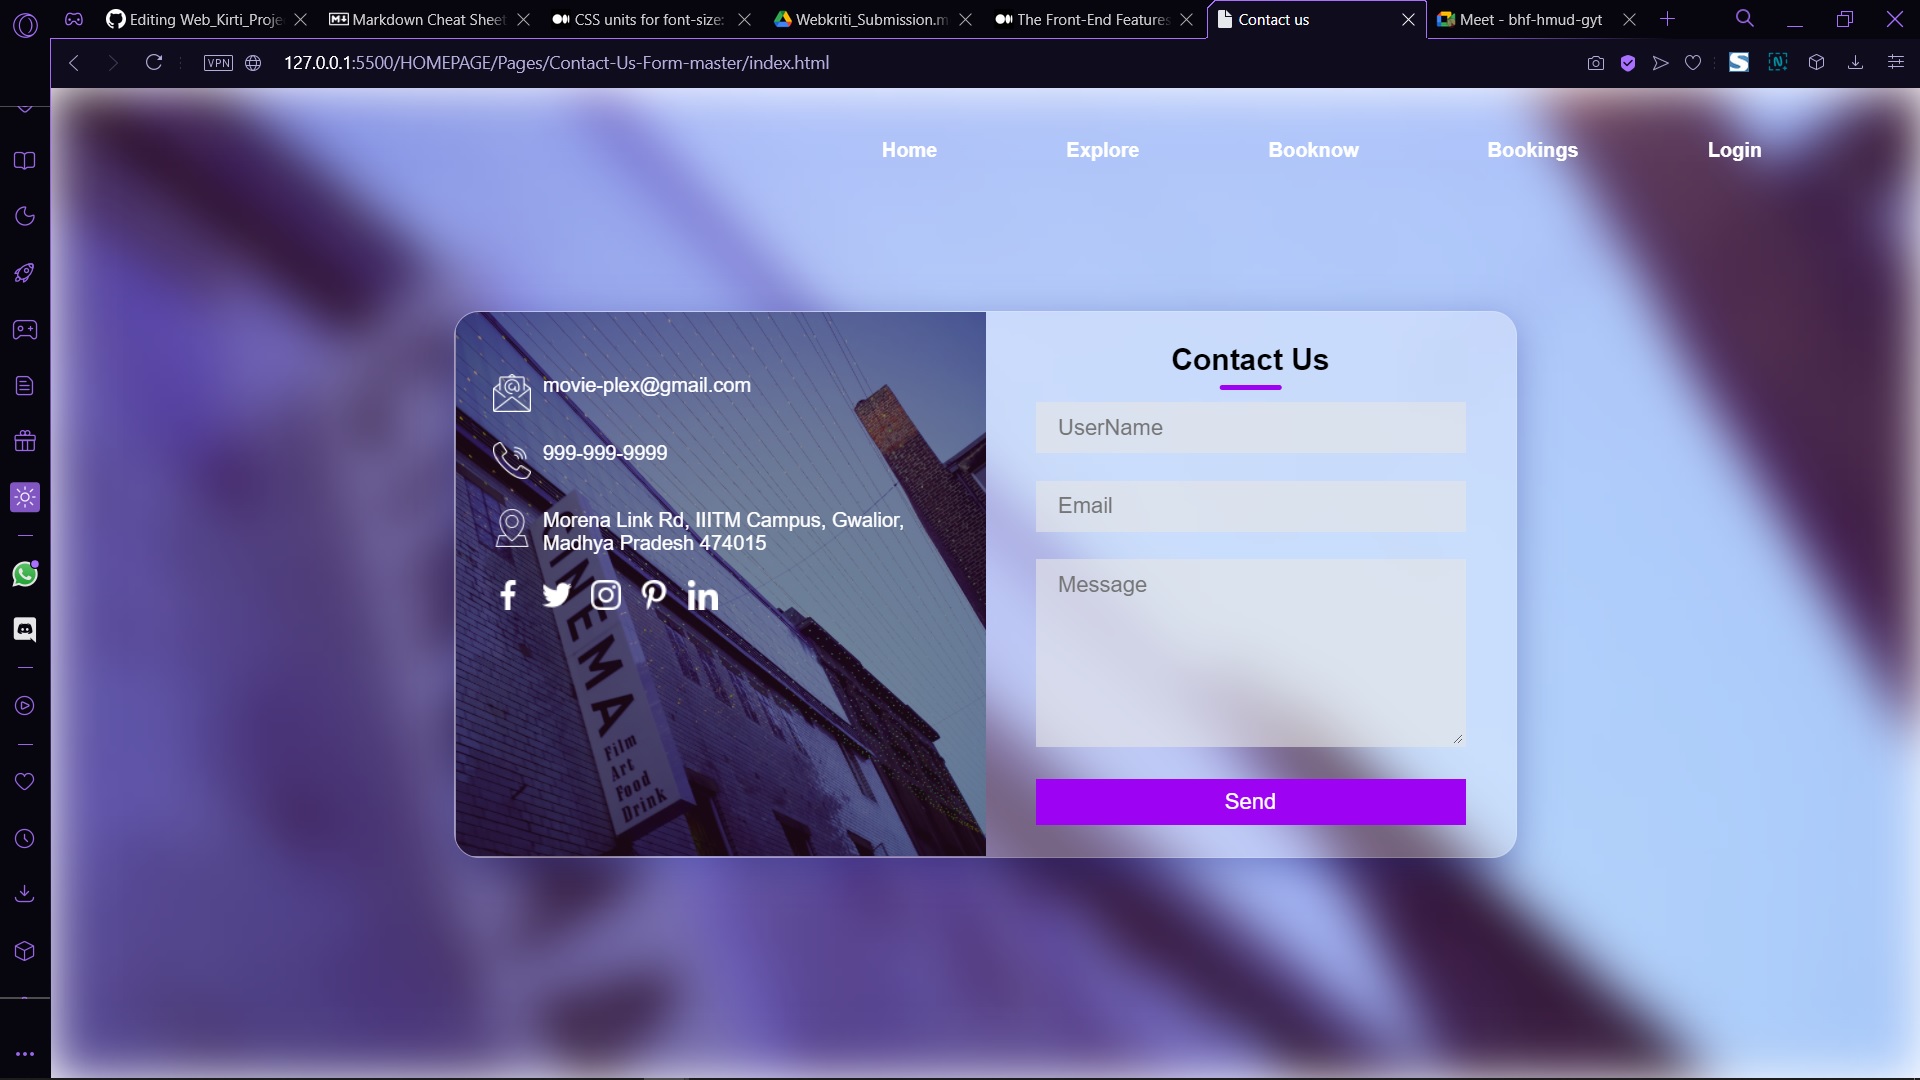 Editing Web_Kirti_Proje
Markdown Cheat Sheet
CSS units for font-size:
Webkriti_Submission.m
The Front-End Features
Contact us
Meet - bhf-hmud-gyt
VPN
127.0.0.1:5500/HOMEPAGE/Pages/Contact-Us-Form-master/index.html
Home
Explore
Booknow
Bookings
Login
movie-plex@gmail.com
999-999-9999
Morena Link Rd, IIITM Campus, Gwalior,
Madhya Pradesh 474015
CINEMA
Film
Art
Food
Drink
Contact Us
UserName
Email
Message
Send